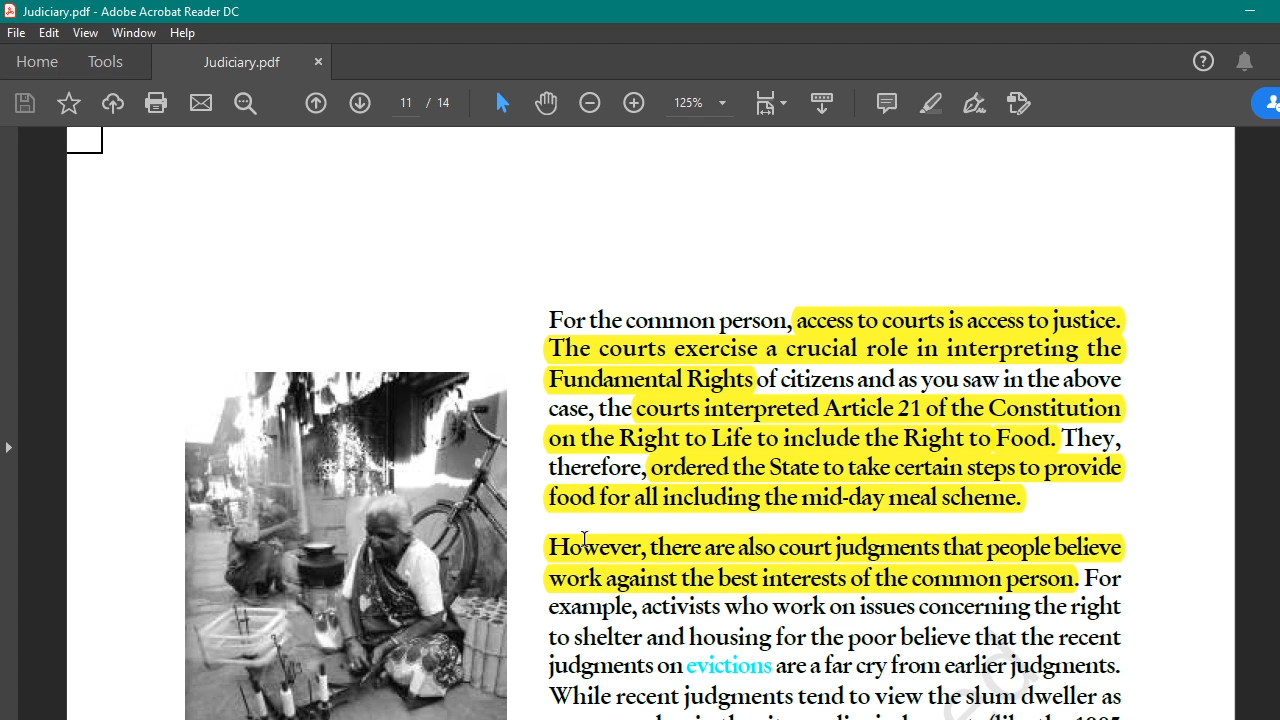 Judiciary.pdf - Adobe Acrobat Reader DC
File Edit View Window Help
Home Tools Judiciary.pdf
11 / 14 125%
For the common person, access to courts is access to justice.
The courts exercise a crucial role in interpreting the
Fundamental Rights of citizens and as you saw in the above
case, the courts interpreted Article 21 of the Constitution
on the Right to Life to include the Right to Food. They,
therefore, ordered the State to take certain steps to provide
food for all including the mid-day meal scheme.
However, there are also court judgments that people believe
work against the best interests of the common person. For
example, activists who work on issues concerning the right
to shelter and housing for the poor believe that the recent
judgments on evictions are a far cry from earlier judgments.
While recent judgments tend to view the slum dweller as